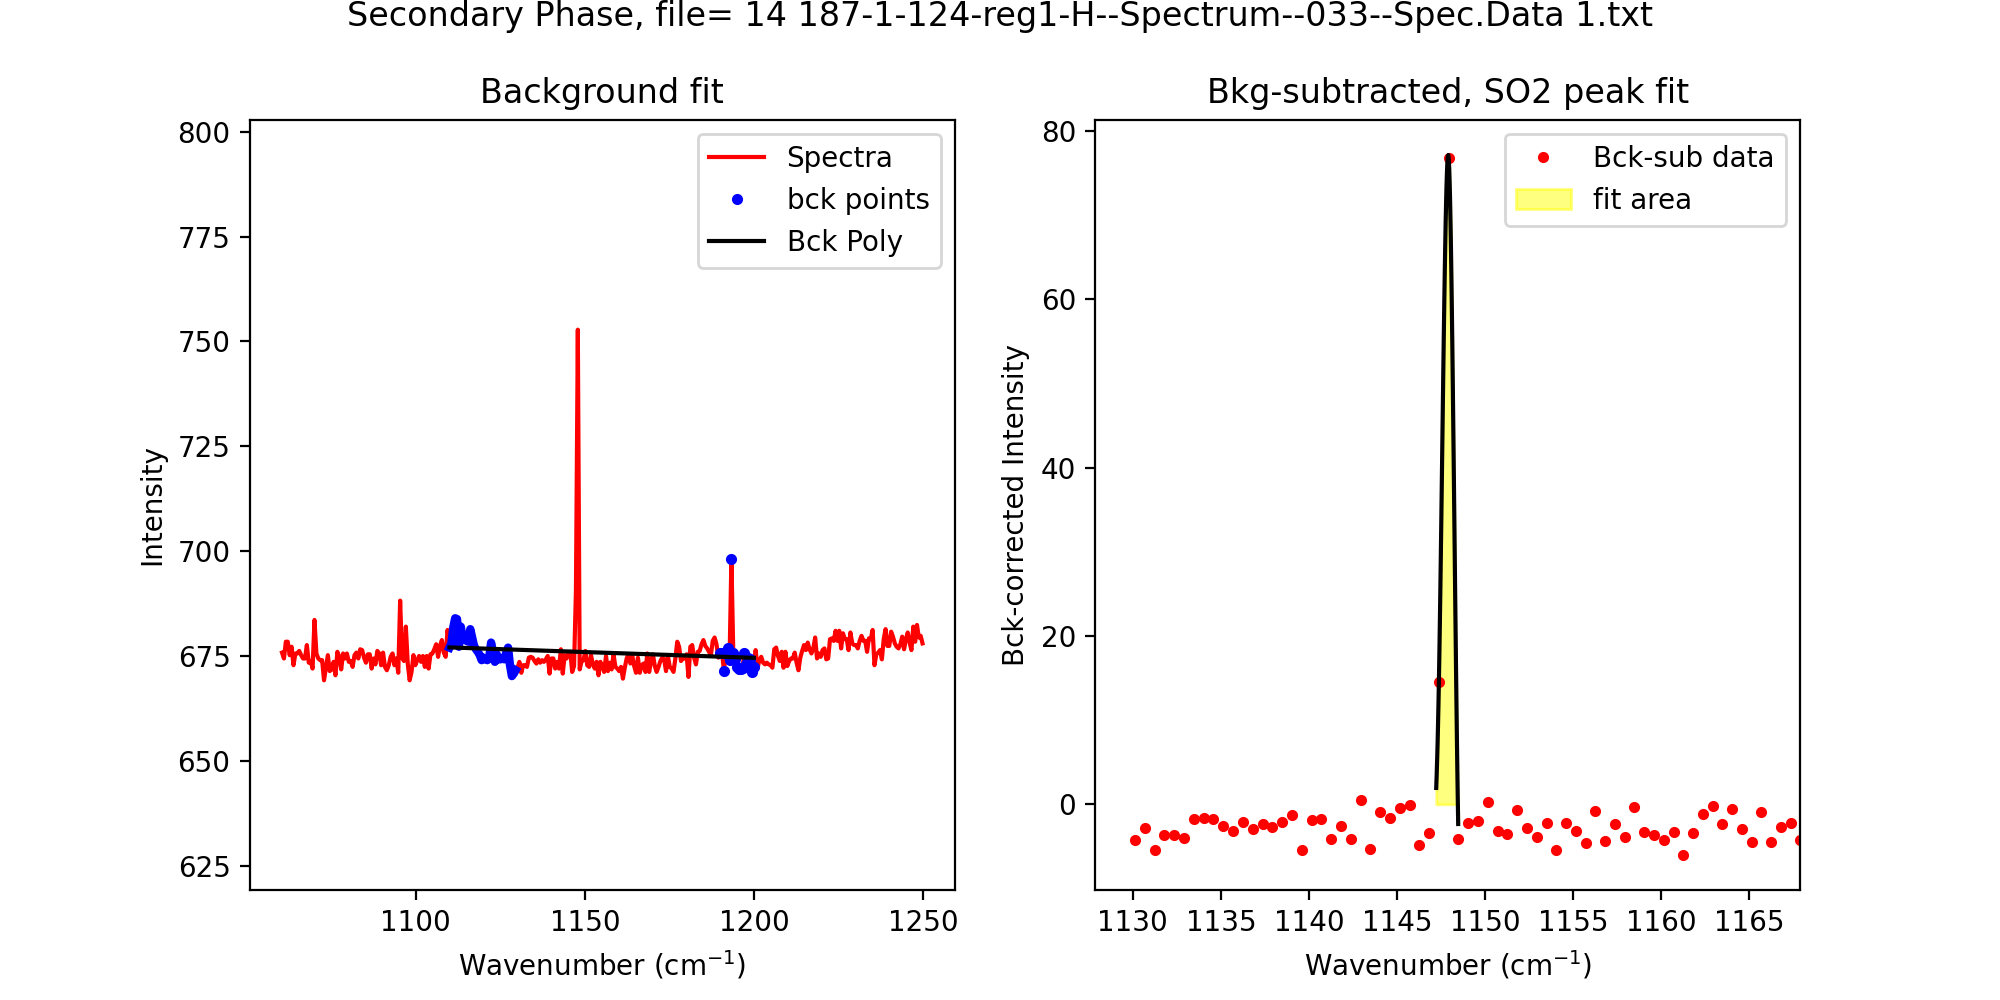 Secondary Phase, file= 14 187-1-124-reg1-H--Spectrum--033--Spec.Data 1.txt
Background fit
800
775
750
725
700
675
650
625
Intensity
Spectra
bck points
Bck Poly
1100 1150 1200 1250
Wavenumber (cm⁻¹)
Bkg-subtracted, SO2 peak fit
80
60
40
20
0
Bck-corrected Intensity
Bck-sub data
fit area
1130 1135 1140 1145 1150 1155 1160 1165
Wavenumber (cm⁻¹)